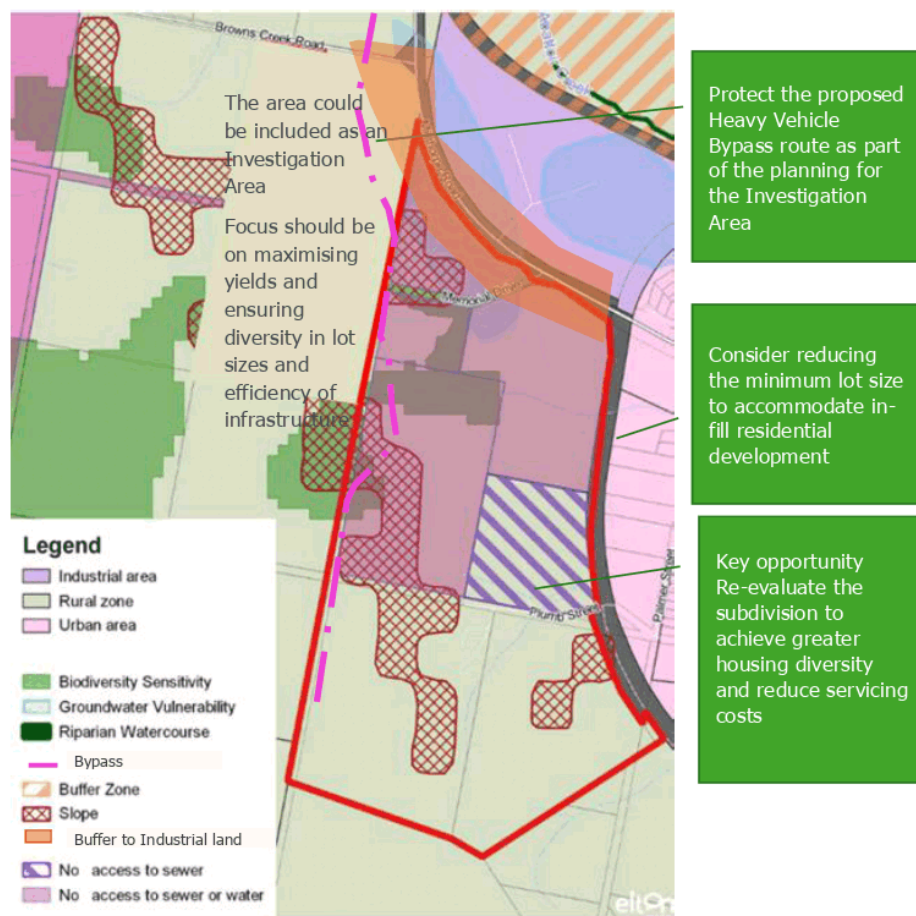 Browns Creek Road
The area could
be included as an
Investigation
Area
Focus should be
on maximising
yields and
ensuring
diversity in lot
sizes and
efficiency of
infrastructure
Memorial Drive
Plumb Street
Palmer Street
Protect the proposed
Heavy Vehicle
Bypass route as part
of the planning for
the Investigation
Area
Consider reducing
the minimum lot size
to accommodate in-
fill residential
development
Key opportunity
Re-evaluate the
subdivision to
achieve greater
housing diversity
and reduce servicing
costs
Legend
Industrial area
Rural zone
Urban area
Biodiversity Sensitivity
Groundwater Vulnerability
Riparian Watercourse
Bypass
Buffer Zone
Slope
Buffer to Industrial land
No access to sewer
No access to sewer or water